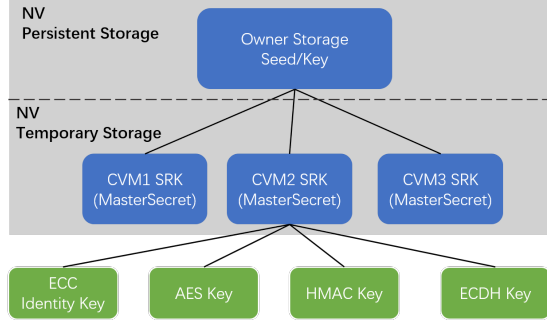 NV
Persistent Storage
Owner Storage
Seed/Key
NV
Temporary Storage
CVM1 SRK
(MasterSecret)
CVM2 SRK
(MasterSecret)
CVM3 SRK
(MasterSecret)
ECC
Identity Key
AES Key
HMAC Key
ECDH Key